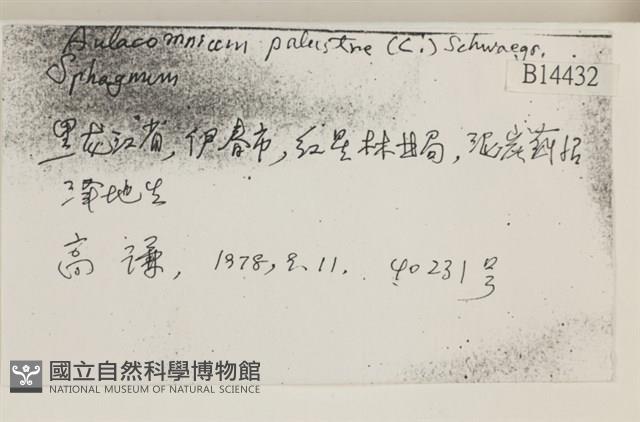 Aulacomnium palustre (L.) Schwaegr.
Sphagnum
B14432
黑龙江省，伊春市，红星林业局，泥炭藓沼
泽地生
高谦，1978，8.11. 40231号
國立自然科學博物館
NATIONAL MUSEUM OF NATURAL SCIENCE